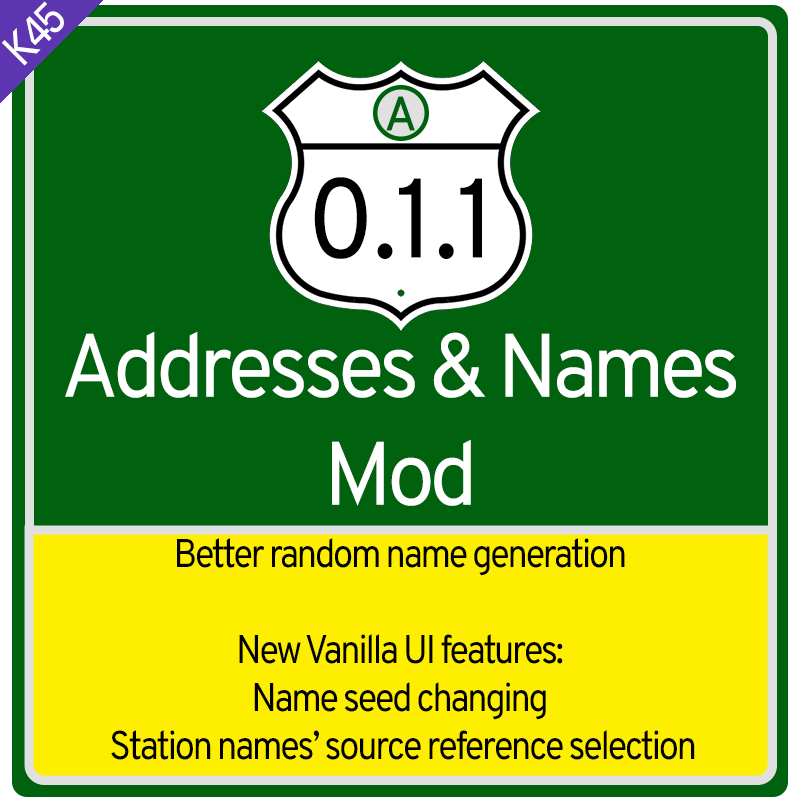 K45
A
0.1.1
Addresses & Names
Mod
Better random name generation
New Vanilla UI features:
Name seed changing
Station names’ source reference selection